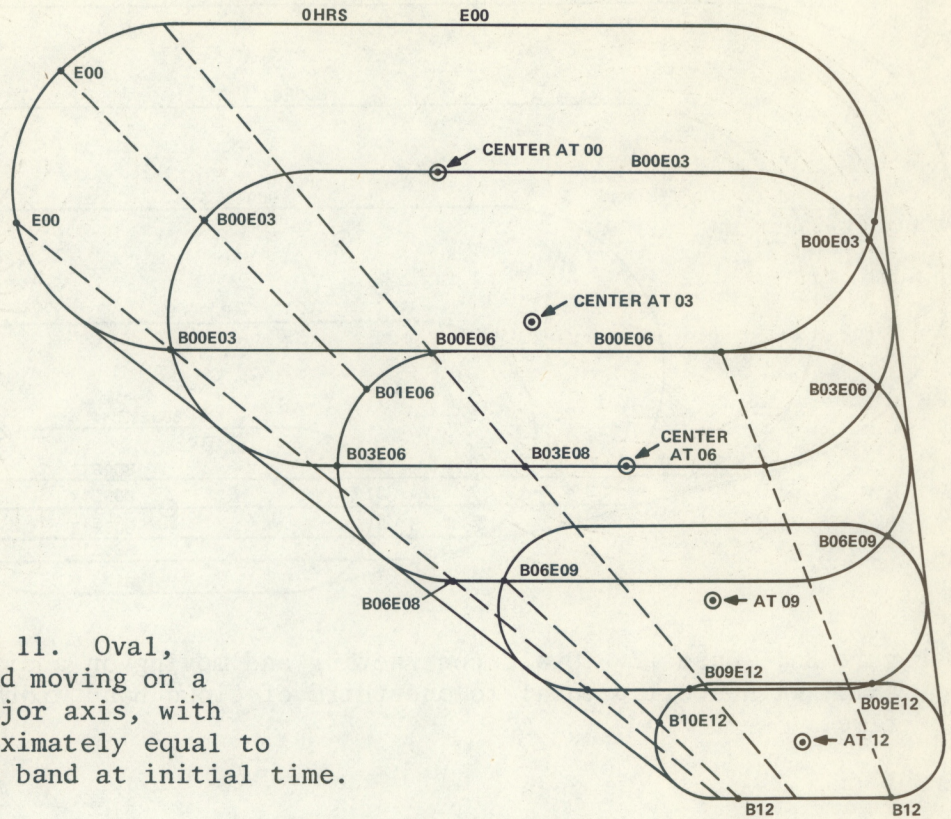 0HRS E00
E00
CENTER AT 00
B00E03
E00
B00E03
B00E03
CENTER AT 03
B00E03
B00E06
B00E06
B01E06
B03E06
CENTER
AT 06
B03E06
B03E08
B06E09
B06E09
B06E08
AT 09
11. Oval,
d moving on a
jor axis, with
ximately equal to
band at initial time.
B09E12
B09E12
B10E12
AT 12
B12
B12